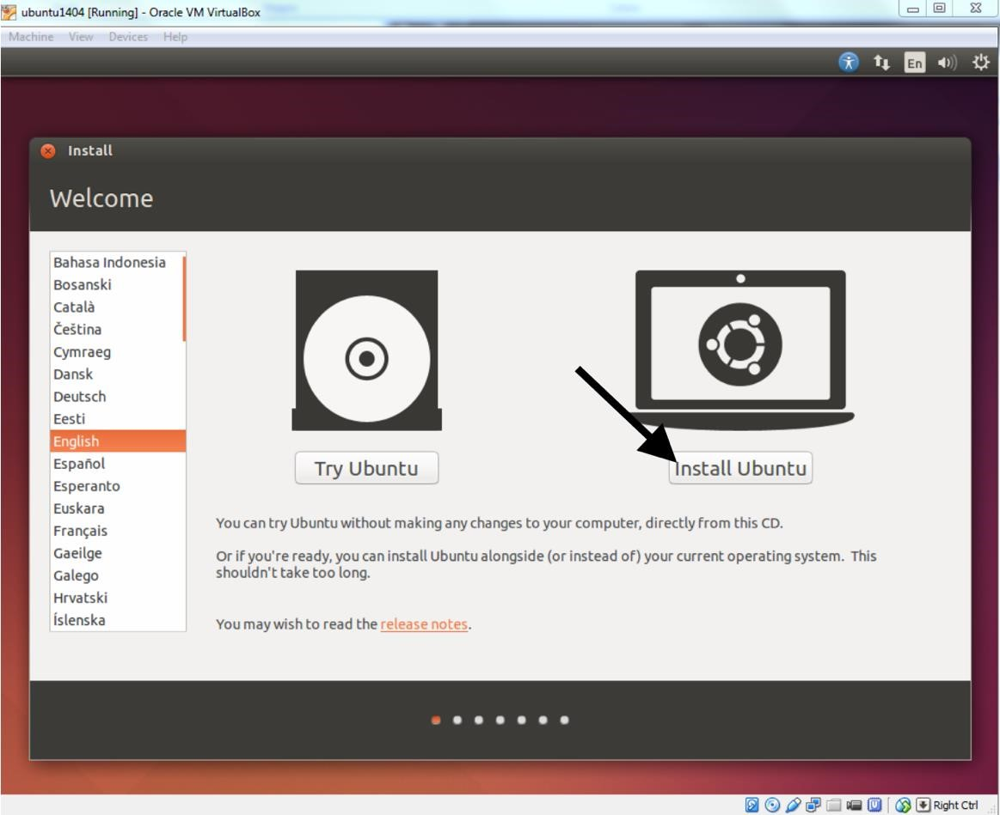 ubuntu1404 [Running] - Oracle VM VirtualBox
Machine View Devices Help
En
Install
Welcome
Bahasa Indonesia
Bosanski
Català
Čeština
Cymraeg
Dansk
Deutsch
Eesti
English
Español
Esperanto
Euskara
Français
Gaeilge
Galego
Hrvatski
Íslenska
Try Ubuntu
Install Ubuntu
You can try Ubuntu without making any changes to your computer, directly from this CD.
Or if you're ready, you can install Ubuntu alongside (or instead of) your current operating system. This
shouldn't take too long.
You may wish to read the release notes.
Right Ctrl